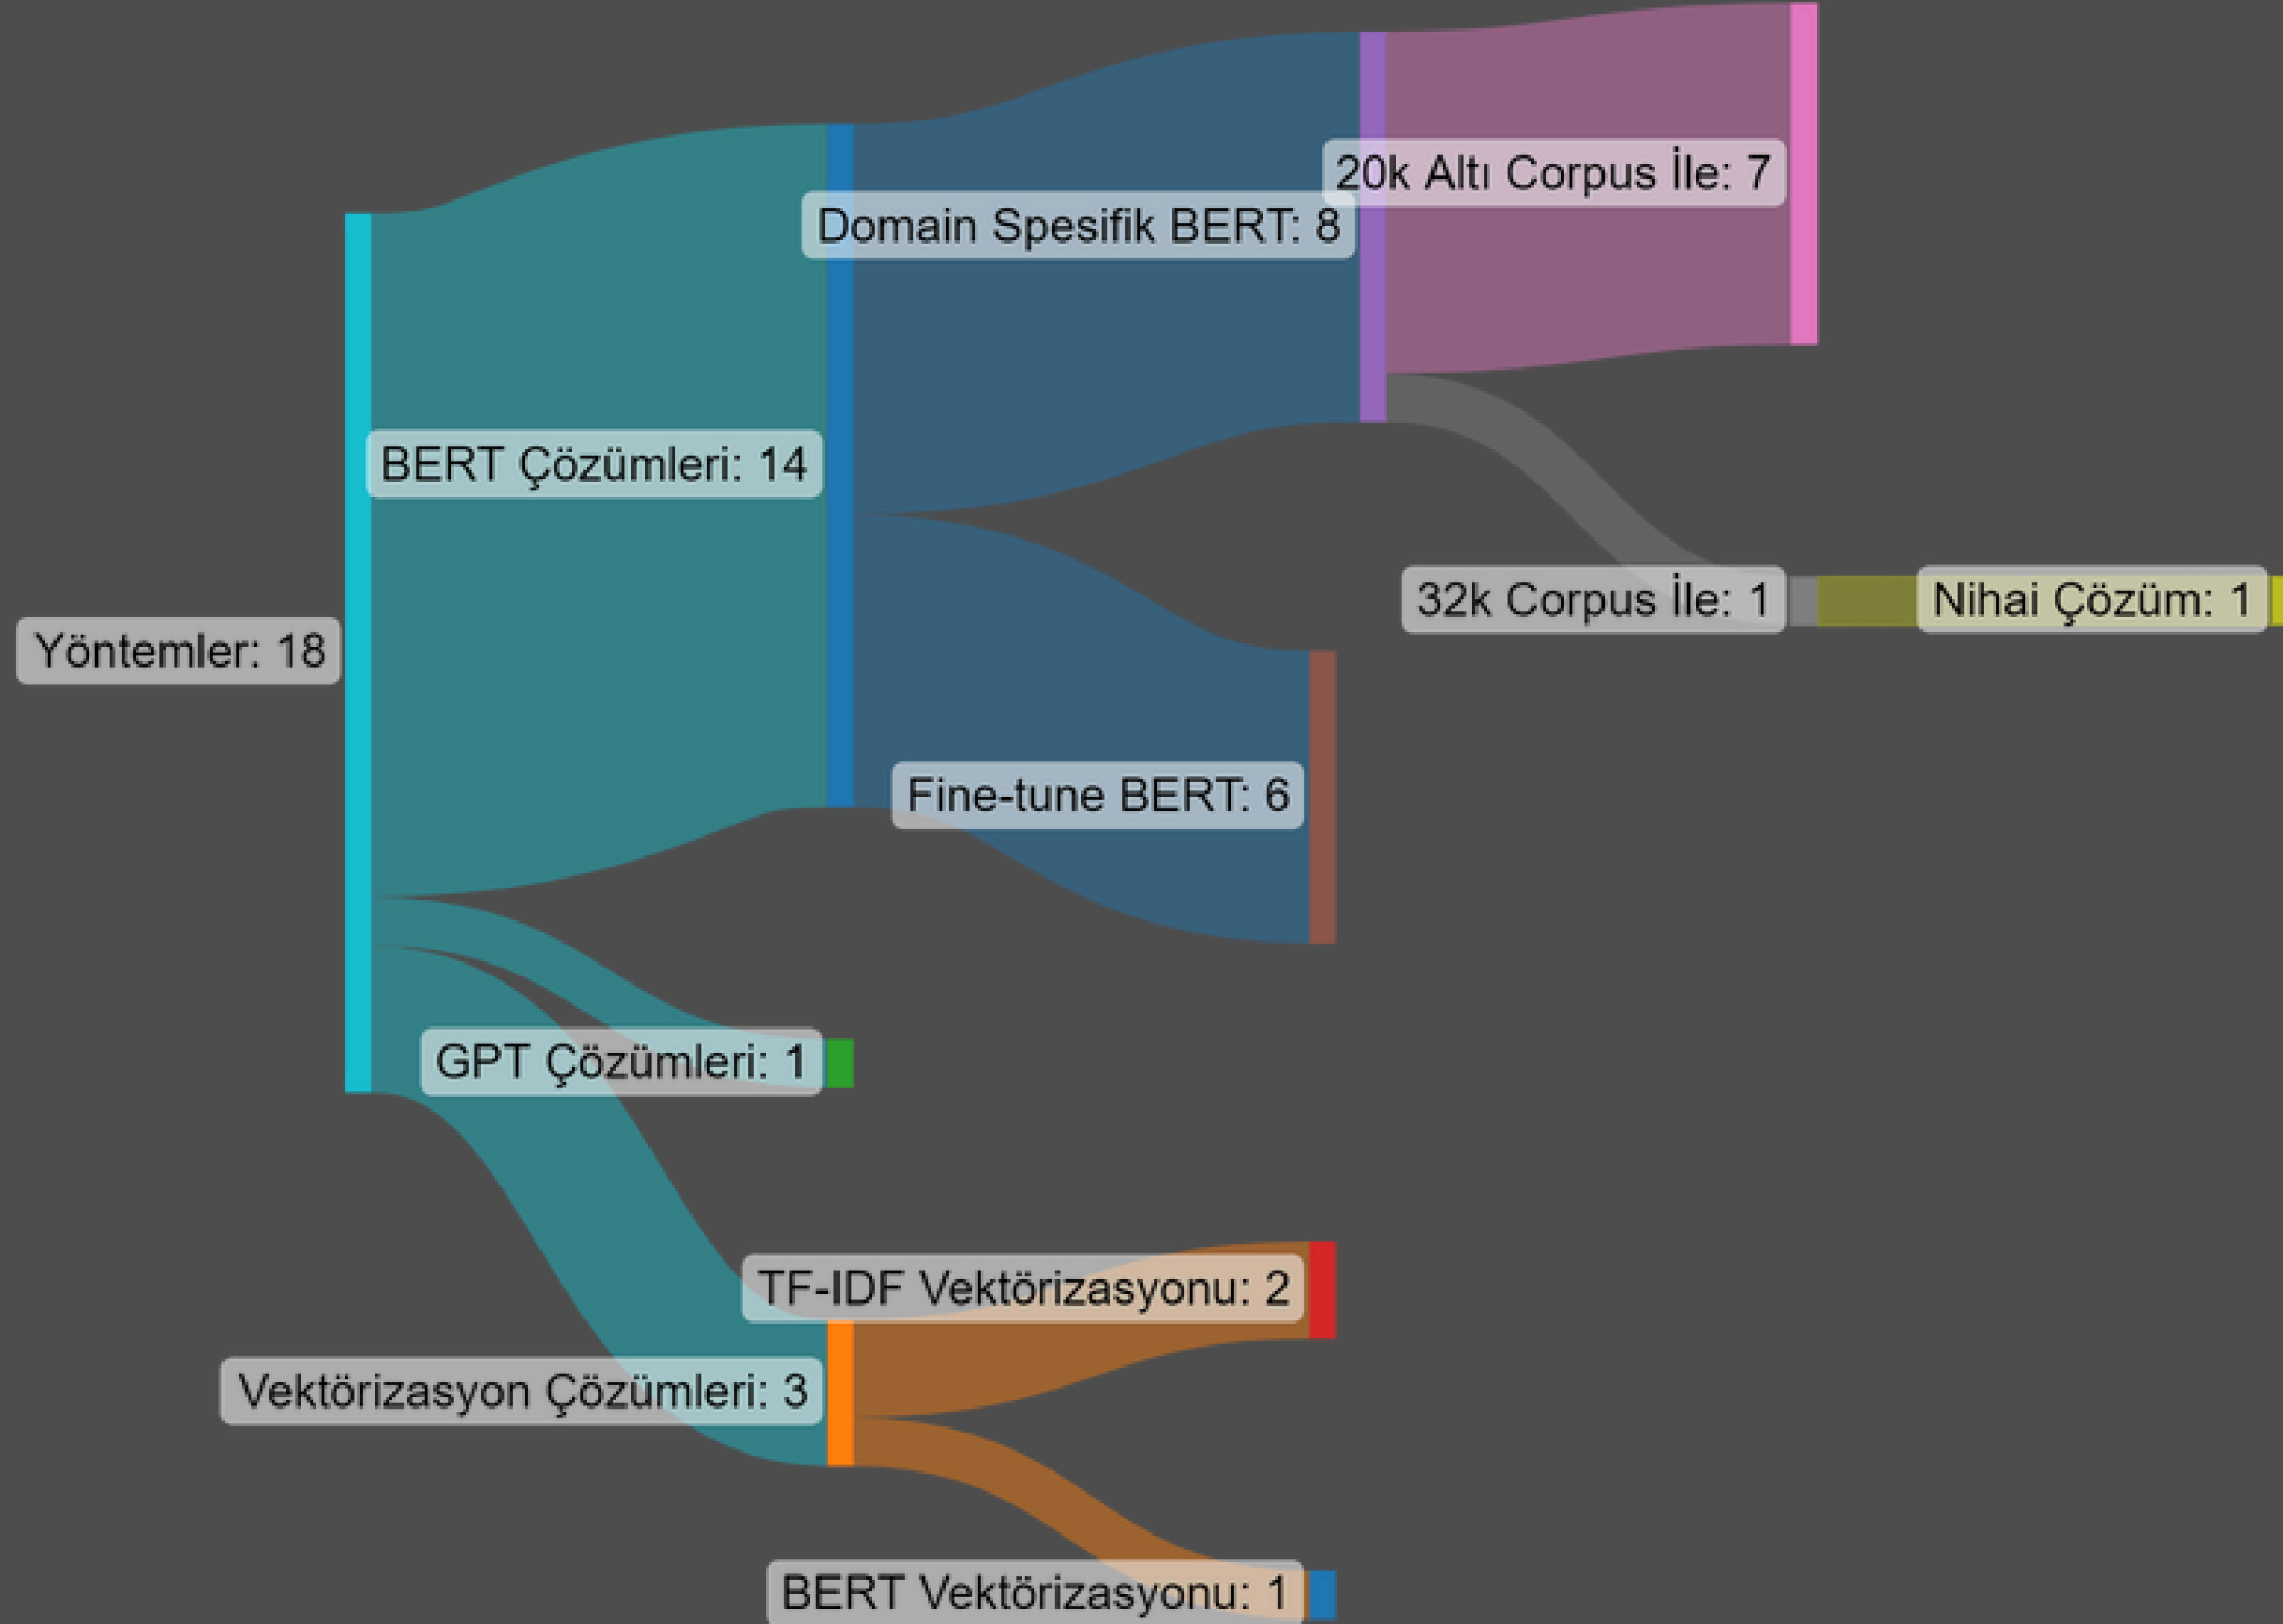 20k Altı Corpus İle: 7
Domain Spesifik BERT: 8
BERT Çözümleri: 14
32k Corpus İle: 1
Nihai Çözüm: 1
Yöntemler: 18
Fine-tune BERT: 6
GPT Çözümleri: 1
TF-IDF Vektörizasyonu: 2
Vektörizasyon Çözümleri: 3
BERT Vektörizasyonu: 1